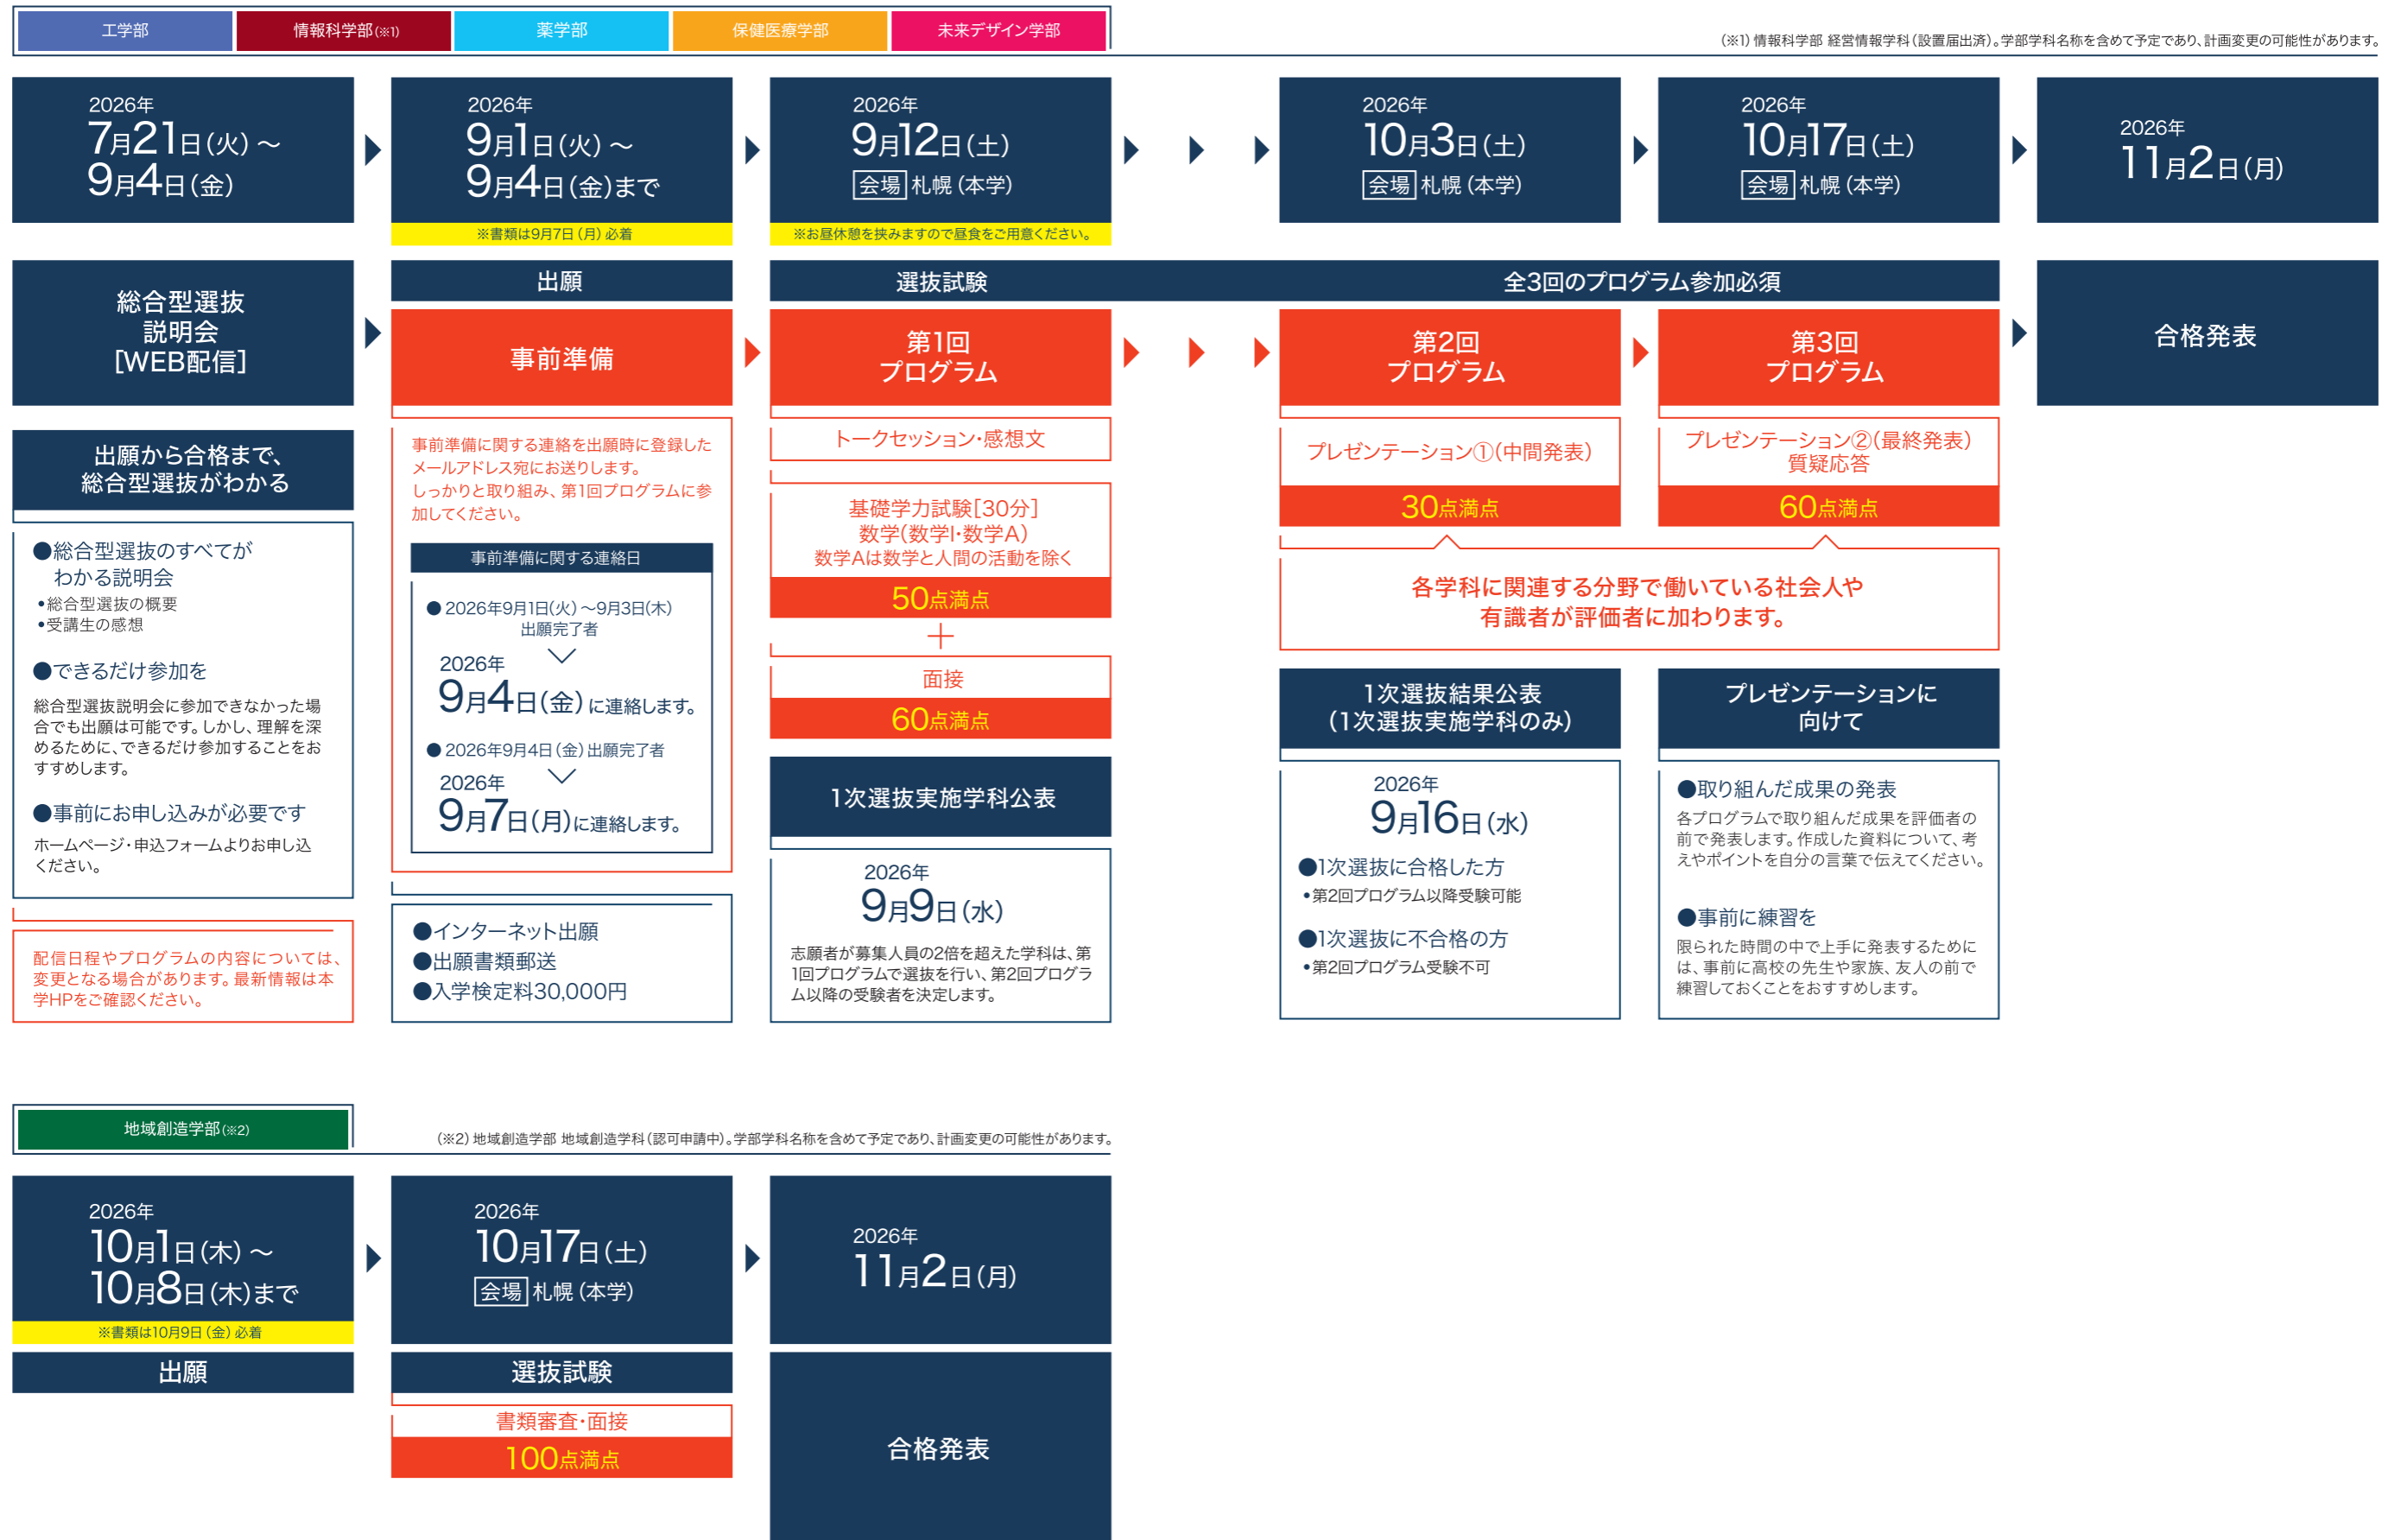 工学部
情報科学部(※1)
薬学部
保健医療学部
未来デザイン学部
(※1)情報科学部 経営情報学科(設置届出済)。学部学科名称を含めて予定であり、計画変更の可能性があります。
2026年
7月21日(火)～
9月4日(金)
2026年
9月1日(火)～
9月4日(金)まで
※書類は9月7日(月)必着
2026年
9月12日(土)
会場 札幌(本学)
※お昼休憩を挟みますので昼食をご用意ください。
2026年
10月3日(土)
会場 札幌(本学)
2026年
10月17日(土)
会場 札幌(本学)
2026年
11月2日(月)
総合型選抜
説明会
[WEB配信]
出願
事前準備
選抜試験
全3回のプログラム参加必須
第1回
プログラム
第2回
プログラム
第3回
プログラム
合格発表
出願から合格まで、
総合型選抜がわかる
●総合型選抜のすべてが
わかる説明会
•総合型選抜の概要
•受講生の感想
●できるだけ参加を
総合型選抜説明会に参加できなかった場
合でも出願は可能です。しかし、理解を深
めるために、できるだけ参加することをお
すすめします。
●事前にお申し込みが必要です
ホームページ・申込フォームよりお申し込
ください。
配信日程やプログラムの内容については、
変更となる場合があります。最新情報は本
学HPをご確認ください。
事前準備に関する連絡を出願時に登録した
メールアドレス宛にお送りします。
しっかりと取り組み、第1回プログラムに参
加してください。
事前準備に関する連絡日
●2026年9月1日(火)～9月3日(木)
出願完了者
2026年
9月4日(金)に連絡します。
●2026年9月4日(金)出願完了者
2026年
9月7日(月)に連絡します。
●インターネット出願
●出願書類郵送
●入学検定料30,000円
トークセッション・感想文
基礎学力試験[30分]
数学(数学Ⅰ・数学A)
数学Aは数学と人間の活動を除く
50点満点
＋
面接
60点満点
1次選抜実施学科公表
2026年
9月9日(水)
志願者が募集人員の2倍を超えた学科は、第
1回プログラムで選抜を行い、第2回プログラ
ム以降の受験者を決定します。
プレゼンテーション①(中間発表)
30点満点
プレゼンテーション②(最終発表)
質疑応答
60点満点
各学科に関連する分野で働いている社会人や
有識者が評価者に加わります。
1次選抜結果公表
(1次選抜実施学科のみ)
2026年
9月16日(水)
●1次選抜に合格した方
•第2回プログラム以降受験可能
●1次選抜に不合格の方
•第2回プログラム受験不可
プレゼンテーションに
向けて
●取り組んだ成果の発表
各プログラムで取り組んだ成果を評価者の
前で発表します。作成した資料について、考
えやポイントを自分の言葉で伝えてください。
●事前に練習を
限られた時間の中で上手に発表するために
は、事前に高校の先生や家族、友人の前で
練習しておくことをおすすめします。
地域創造学部(※2)
(※2)地域創造学部 地域創造学科(認可申請中)。学部学科名称を含めて予定であり、計画変更の可能性があります。
2026年
10月1日(木)～
10月8日(木)まで
※書類は10月9日(金)必着
出願
2026年
10月17日(土)
会場 札幌(本学)
選抜試験
書類審査・面接
100点満点
2026年
11月2日(月)
合格発表